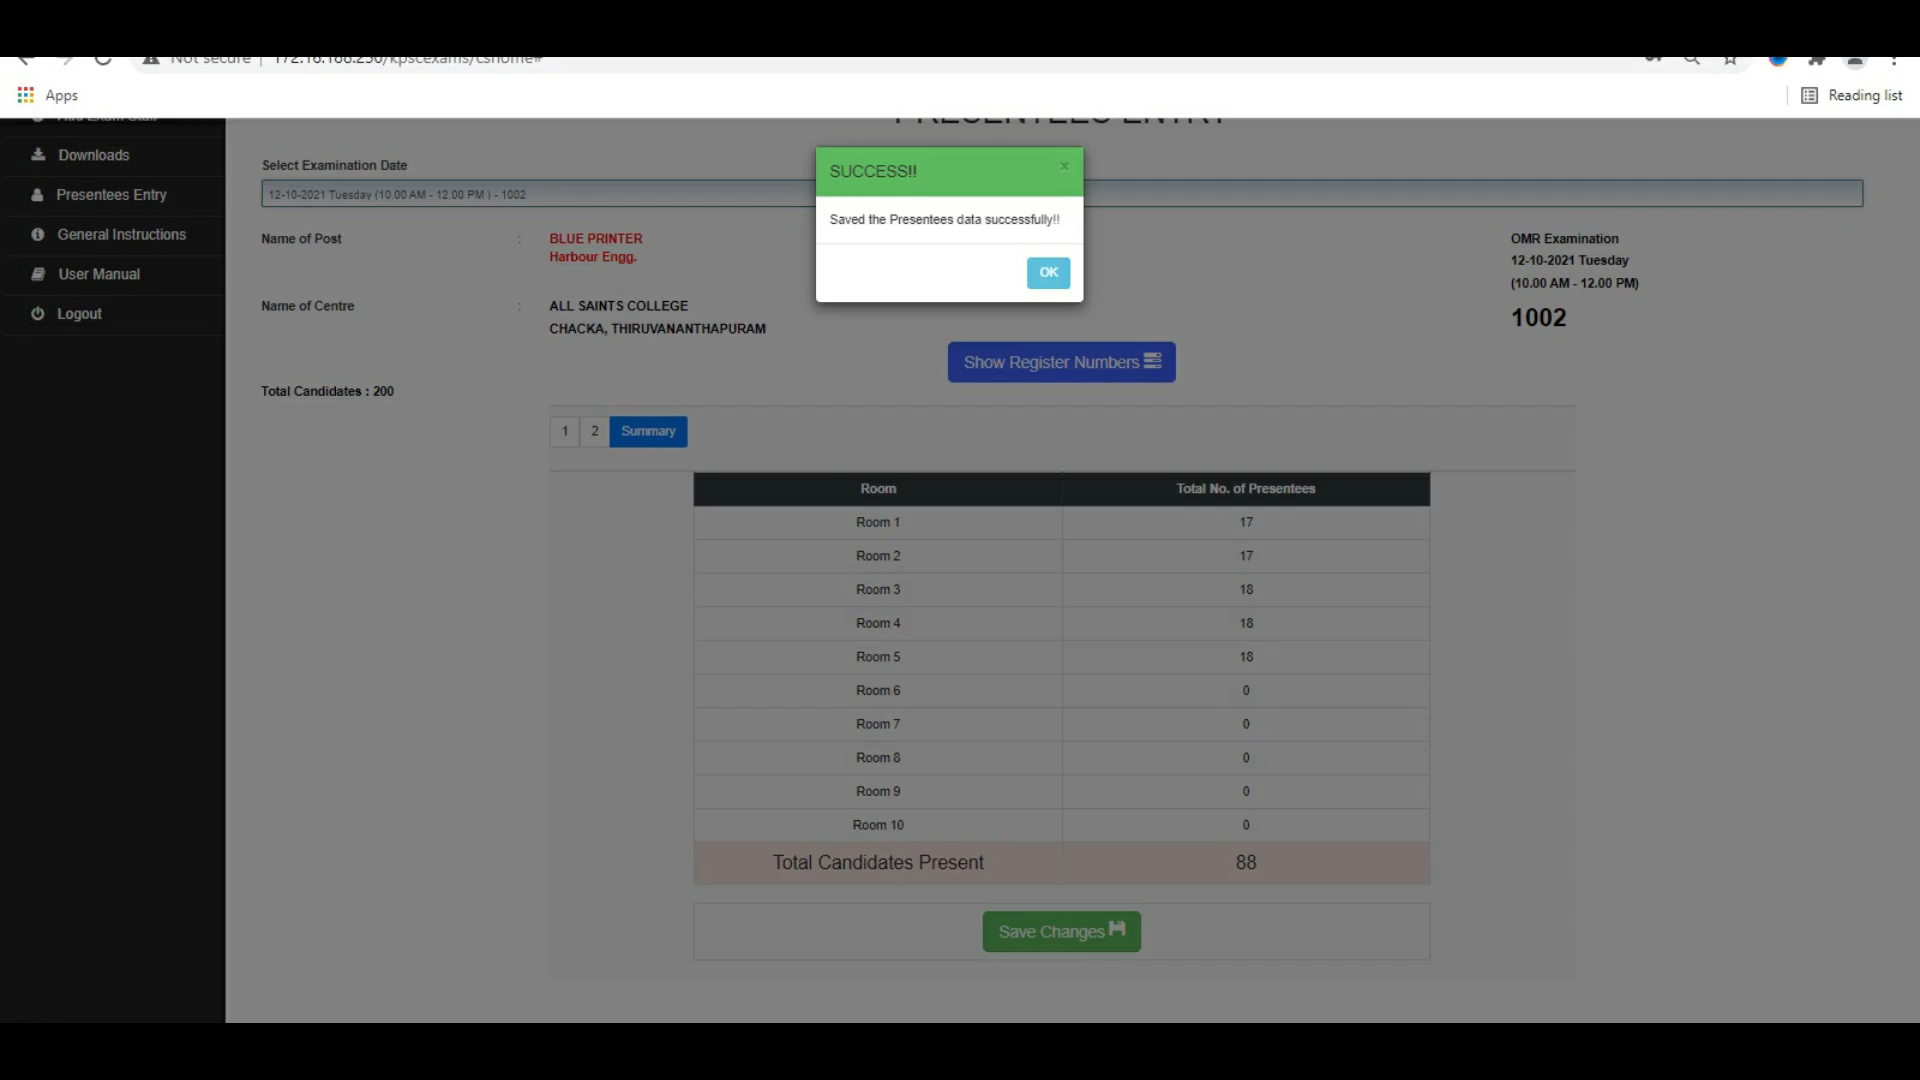 Not secure | 172.16.168.230/kpscexams/cshome#
Apps
Reading list
Add Exam Staff
PRESENTEES ENTRY
Downloads
Presentees Entry
General Instructions
User Manual
Logout
Select Examination Date
12-10-2021 Tuesday (10.00 AM - 12.00 PM ) - 1002
SUCCESS!!
×
Saved the Presentees data successfully!!
OK
Name of Post : BLUE PRINTER
Harbour Engg.
OMR Examination
12-10-2021 Tuesday
(10.00 AM - 12.00 PM)
1002
Name of Centre : ALL SAINTS COLLEGE
CHACKA, THIRUVANANTHAPURAM
Show Register Numbers
Total Candidates : 200
1 2 Summary
Room Total No. of Presentees
Room 1 17
Room 2 17
Room 3 18
Room 4 18
Room 5 18
Room 6 0
Room 7 0
Room 8 0
Room 9 0
Room 10 0
Total Candidates Present 88
Save Changes